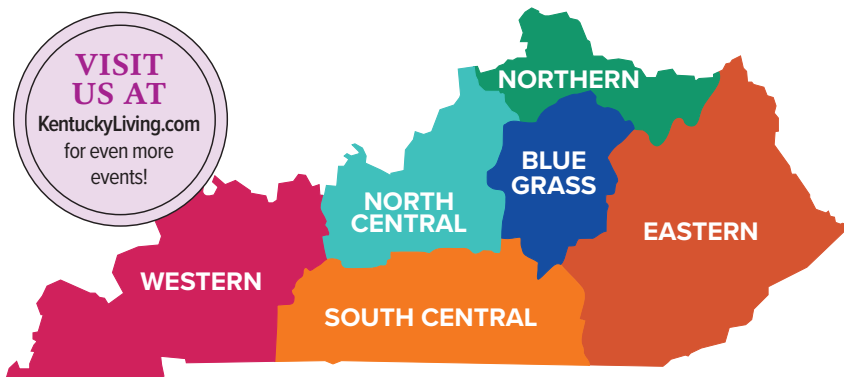 VISIT
US AT
KentuckyLiving.com
for even more
events!
NORTHERN
BLUE
GRASS
NORTH
CENTRAL
EASTERN
WESTERN
SOUTH CENTRAL